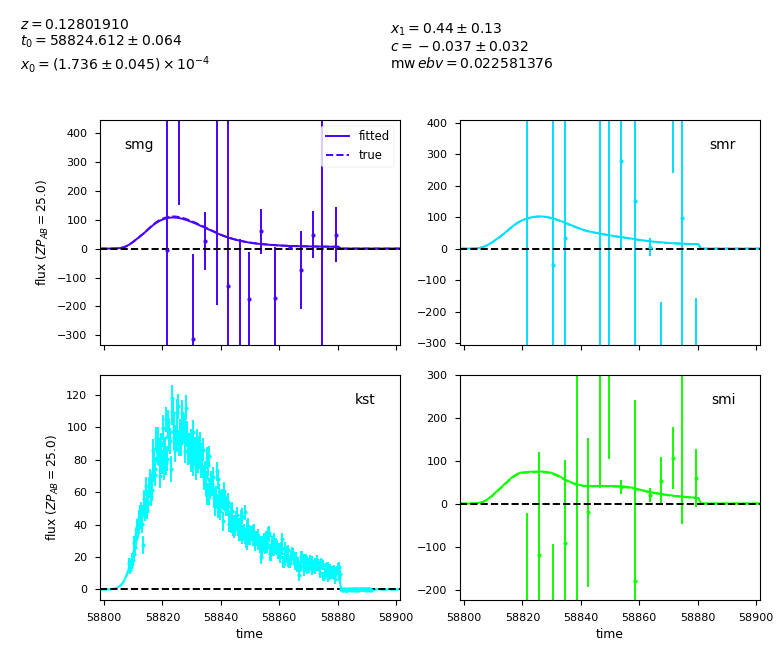 z = 0.12801910
t₀ = 58824.612 ± 0.064
x₀ = (1.736 ± 0.045) × 10⁻⁴
x₁ = 0.44 ± 0.13
c = −0.037 ± 0.032
mw ebv = 0.022581376
smg
fitted
true
flux (ZP_AB = 25.0)
400
300
200
100
0
−100
−200
−300
smr
400
300
200
100
0
−100
−200
−300
kst
flux (ZP_AB = 25.0)
120
100
80
60
40
20
0
58800 58820 58840 58860 58880 58900
time
smi
300
200
100
0
−100
−200
58800 58820 58840 58860 58880 58900
time